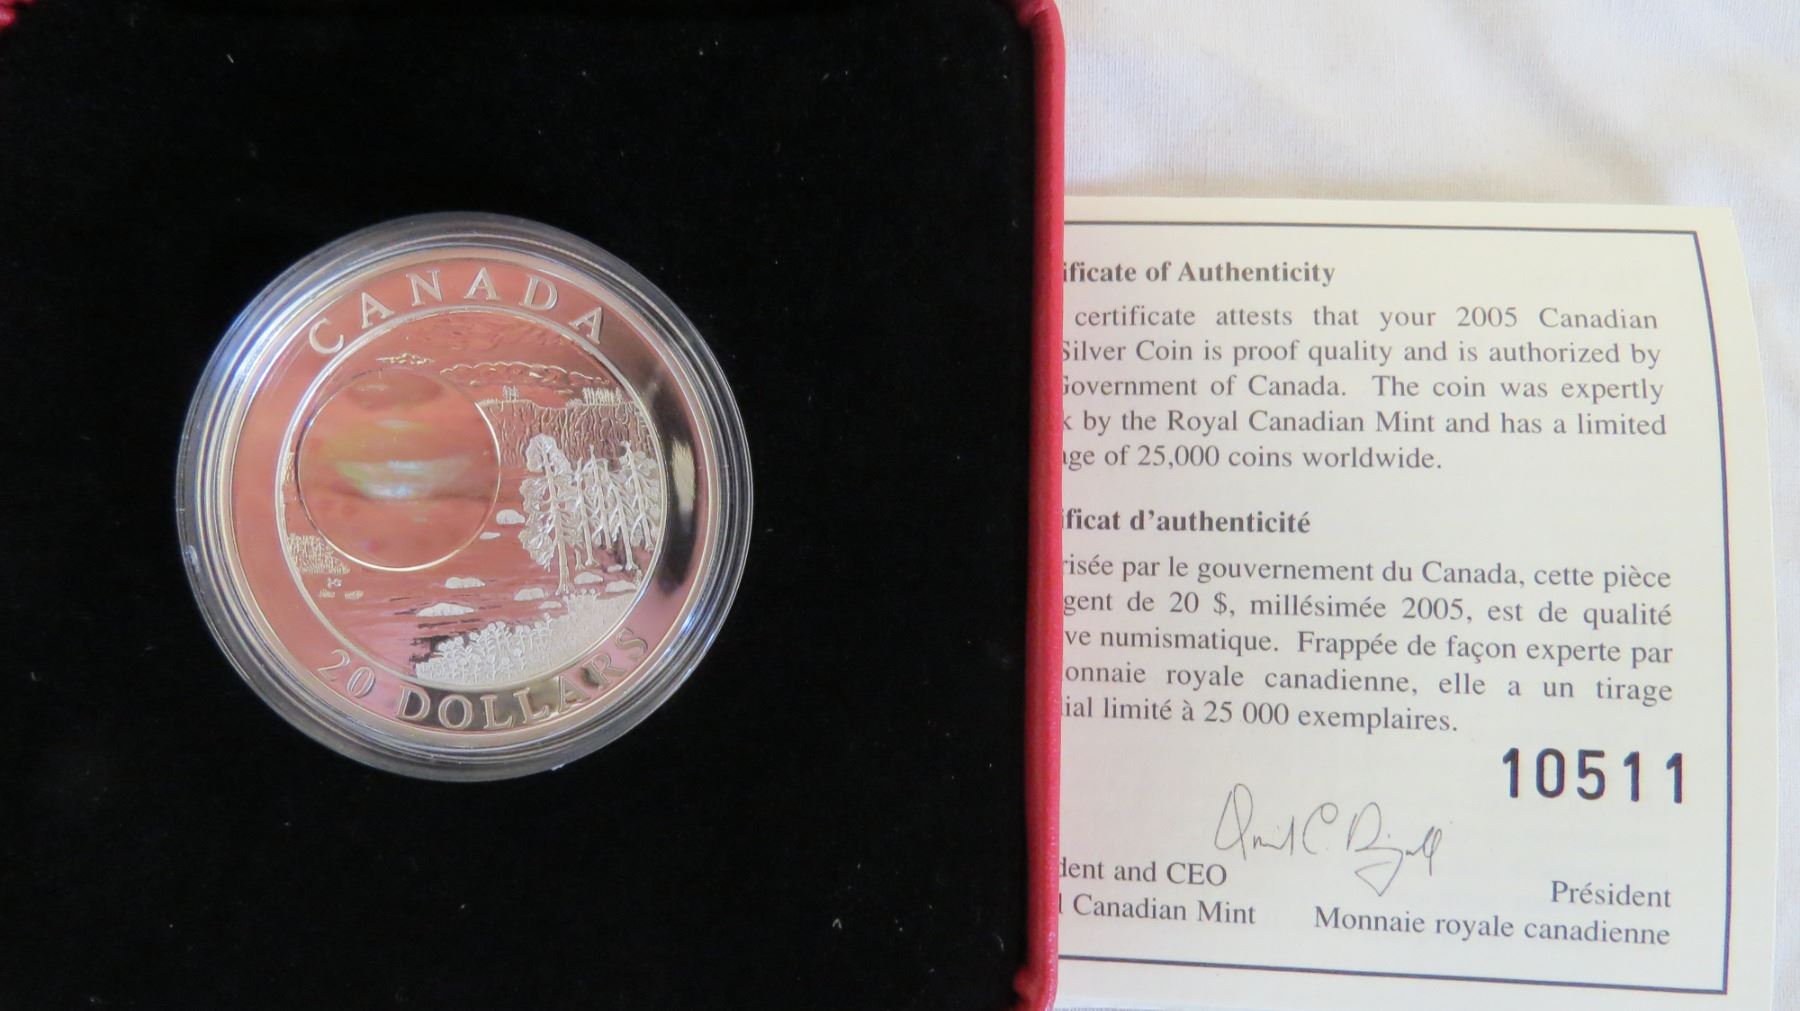 CANADA
20 DOLLARS
ificate of Authenticity
certificate attests that your 2005 Canadian
Silver Coin is proof quality and is authorized by
Government of Canada. The coin was expertly
k by the Royal Canadian Mint and has a limited
age of 25,000 coins worldwide.
ificat d'authenticité
risée par le gouvernement du Canada, cette pièce
gent de 20 $, millésimée 2005, est de qualité
ve numismatique. Frappée de façon experte par
onnaie royale canadienne, elle a un tirage
ial limité à 25 000 exemplaires.
10511
dent and CEO
l Canadian Mint
Président
Monnaie royale canadienne